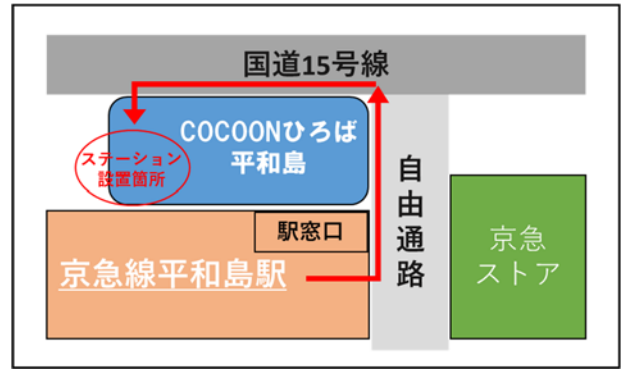 国道15号線
COCOONひろば
平和島
ステーション
設置箇所
駅窓口
京急線平和島駅
自由通路
京急
ストア